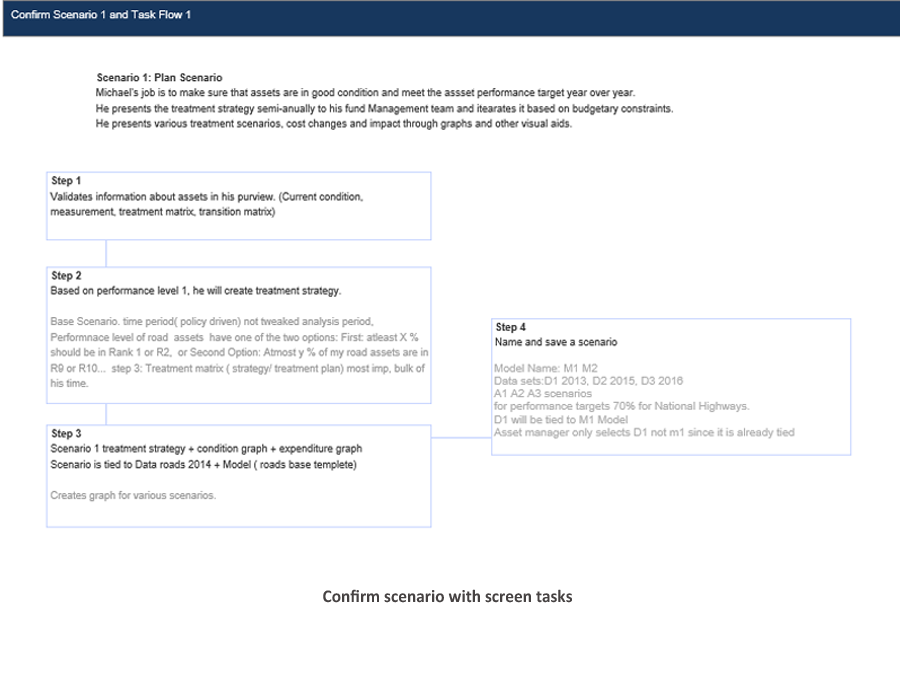 Confirm Scenario 1 and Task Flow 1
Scenario 1: Plan Scenario
Michael's job is to make sure that assets are in good condition and meet the assset performance target year over year.
He presents the treatment strategy semi-anually to his fund Management team and itearates it based on budgetary constraints.
He presents various treatment scenarios, cost changes and impact through graphs and other visual aids.
Step 1
Validates information about assets in his purview. (Current condition,
measurement, treatment matrix, transition matrix)
Step 2
Based on performance level 1, he will create treatment strategy.
Base Scenario. time period( policy driven) not tweaked analysis period,
Performnace level of road assets have one of the two options: First: atleast X %
should be in Rank 1 or R2, or Second Option: Atmost y % of my road assets are in
R9 or R10... step 3: Treatment matrix ( strategy/ treatment plan) most imp, bulk of
his time.
Step 3
Scenario 1 treatment strategy + condition graph + expenditure graph
Scenario is tied to Data roads 2014 + Model ( roads base templete)
Creates graph for various scenarios.
Step 4
Name and save a scenario
Model Name: M1 M2
Data sets:D1 2013, D2 2015, D3 2016
A1 A2 A3 scenarios
for performance targets 70% for National Highways.
D1 will be tied to M1 Model
Asset manager only selects D1 not m1 since it is already tied
Confirm scenario with screen tasks